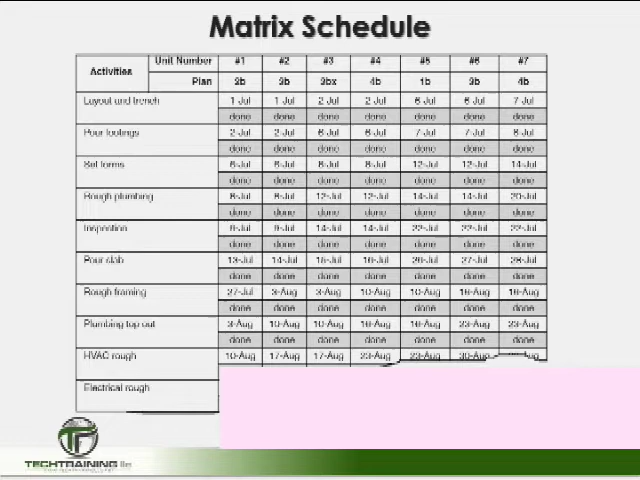 Matrix Schedule
Activities Unit Number #1 #2 #3 #4 #5 #6 #7
Plan 3b 3b 3bx 4b 1b 3b 4b
Layout and trench 1-Jul 1-Jul 2-Jul 2-Jul 6-Jul 6-Jul 7-Jul
done done done done done done done
Pour footings 2-Jul 2-Jul 6-Jul 6-Jul 7-Jul 7-Jul 8-Jul
done done done done done done done
Set forms 6-Jul 6-Jul 8-Jul 8-Jul 12-Jul 12-Jul 14-Jul
done done done done done done done
Rough plumbing 8-Jul 8-Jul 12-Jul 12-Jul 14-Jul 14-Jul 20-Jul
done done done done done done done
Inspection 9-Jul 9-Jul 14-Jul 14-Jul 22-Jul 22-Jul 22-Jul
done done done done done done done
Pour slab 13-Jul 14-Jul 15-Jul 16-Jul 26-Jul 27-Jul 28-Jul
done done done done done done done
Rough framing 27-Jul 3-Aug 3-Aug 10-Aug 10-Aug 16-Aug 16-Aug
done done done done done done done
Plumbing top out 3-Aug 10-Aug 10-Aug 16-Aug 16-Aug 23-Aug 23-Aug
done done done done done done done
HVAC rough 10-Aug 17-Aug 17-Aug 23-Aug 23-Aug 30-Aug
Electrical rough
TF
TECHTRAINING llc